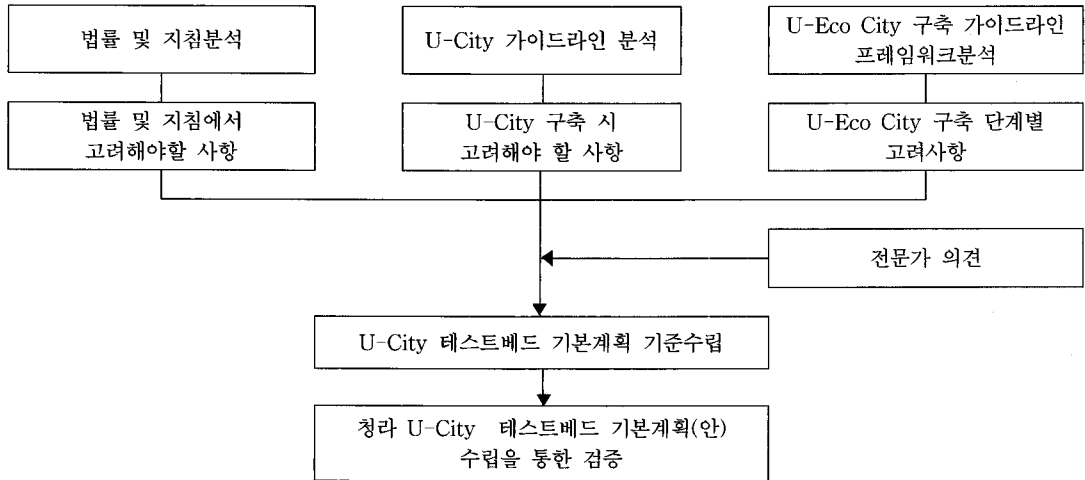 법률 및 지침분석
U-City 가이드라인 분석
U-Eco City 구축 가이드라인
프레임워크분석
법률 및 지침에서
고려해야할 사항
U-City 구축 시
고려해야 할 사항
U-Eco City 구축 단계별
고려사항
전문가 의견
U-City 테스트베드 기본계획 기준수립
청라 U-City 테스트베드 기본계획(안)
수립을 통한 검증